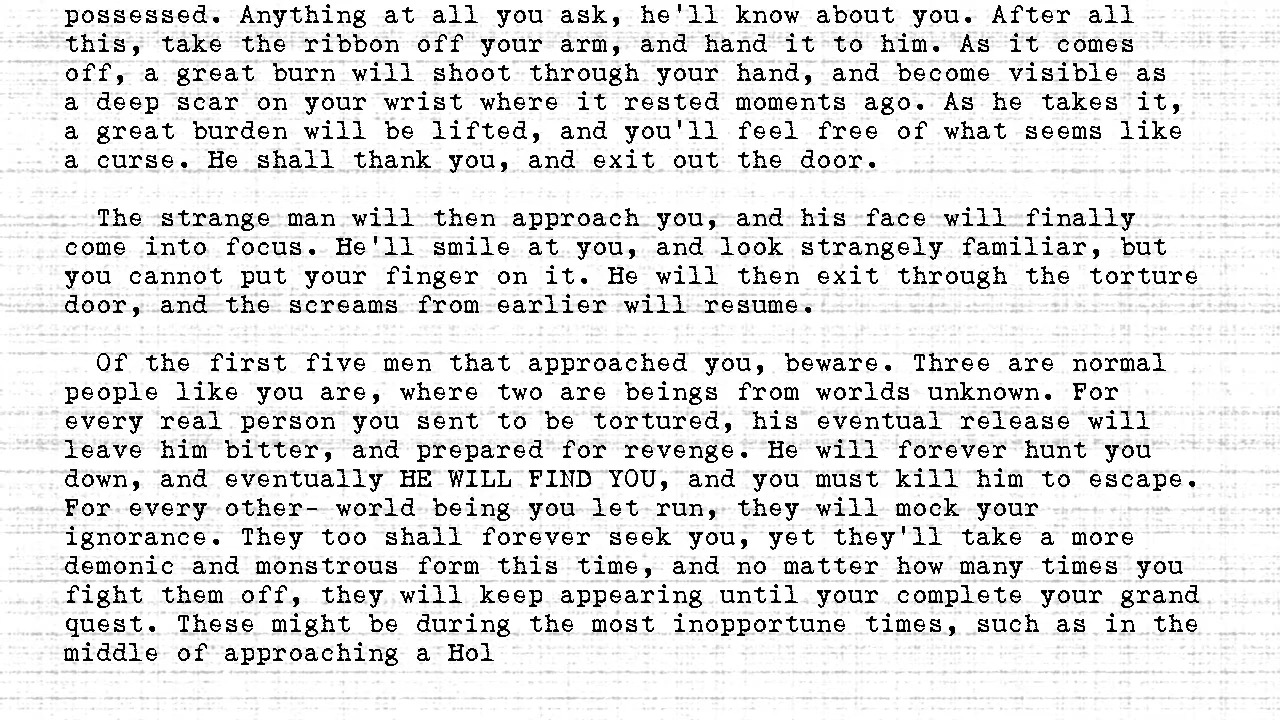 possessed. Anything at all you ask, he'll know about you. After all
this, take the ribbon off your arm, and hand it to him. As it comes
off, a great burn will shoot through your hand, and become visible as
a deep scar on your wrist where it rested moments ago. As he takes it,
a great burden will be lifted, and you'll feel free of what seems like
a curse. He shall thank you, and exit out the door.
The strange man will then approach you, and his face will finally
come into focus. He'll smile at you, and look strangely familiar, but
you cannot put your finger on it. He will then exit through the torture
door, and the screams from earlier will resume.
Of the first five men that approached you, beware. Three are normal
people like you are, where two are beings from worlds unknown. For
every real person you sent to be tortured, his eventual release will
leave him bitter, and prepared for revenge. He will forever hunt you
down, and eventually HE WILL FIND YOU, and you must kill him to escape.
For every other- world being you let run, they will mock your
ignorance. They too shall forever seek you, yet they'll take a more
demonic and monstrous form this time, and no matter how many times you
fight them off, they will keep appearing until your complete your grand
quest. These might be during the most inopportune times, such as in the
middle of approaching a Hol